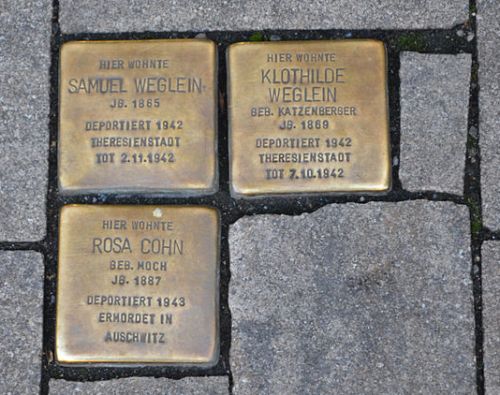 HIER WOHNTE
SAMUEL WEGLEIN
JG. 1865
DEPORTIERT 1942
THERESIENSTADT
TOT 2.11.1942
HIER WOHNTE
KLOTHILDE
WEGLEIN
GEB. KATZENBERGER
JG. 1869
DEPORTIERT 1942
THERESIENSTADT
TOT 7.10.1942
HIER WOHNTE
ROSA COHN
GEB. HOCH
JG. 1887
DEPORTIERT 1943
ERMORDET IN
AUSCHWITZ